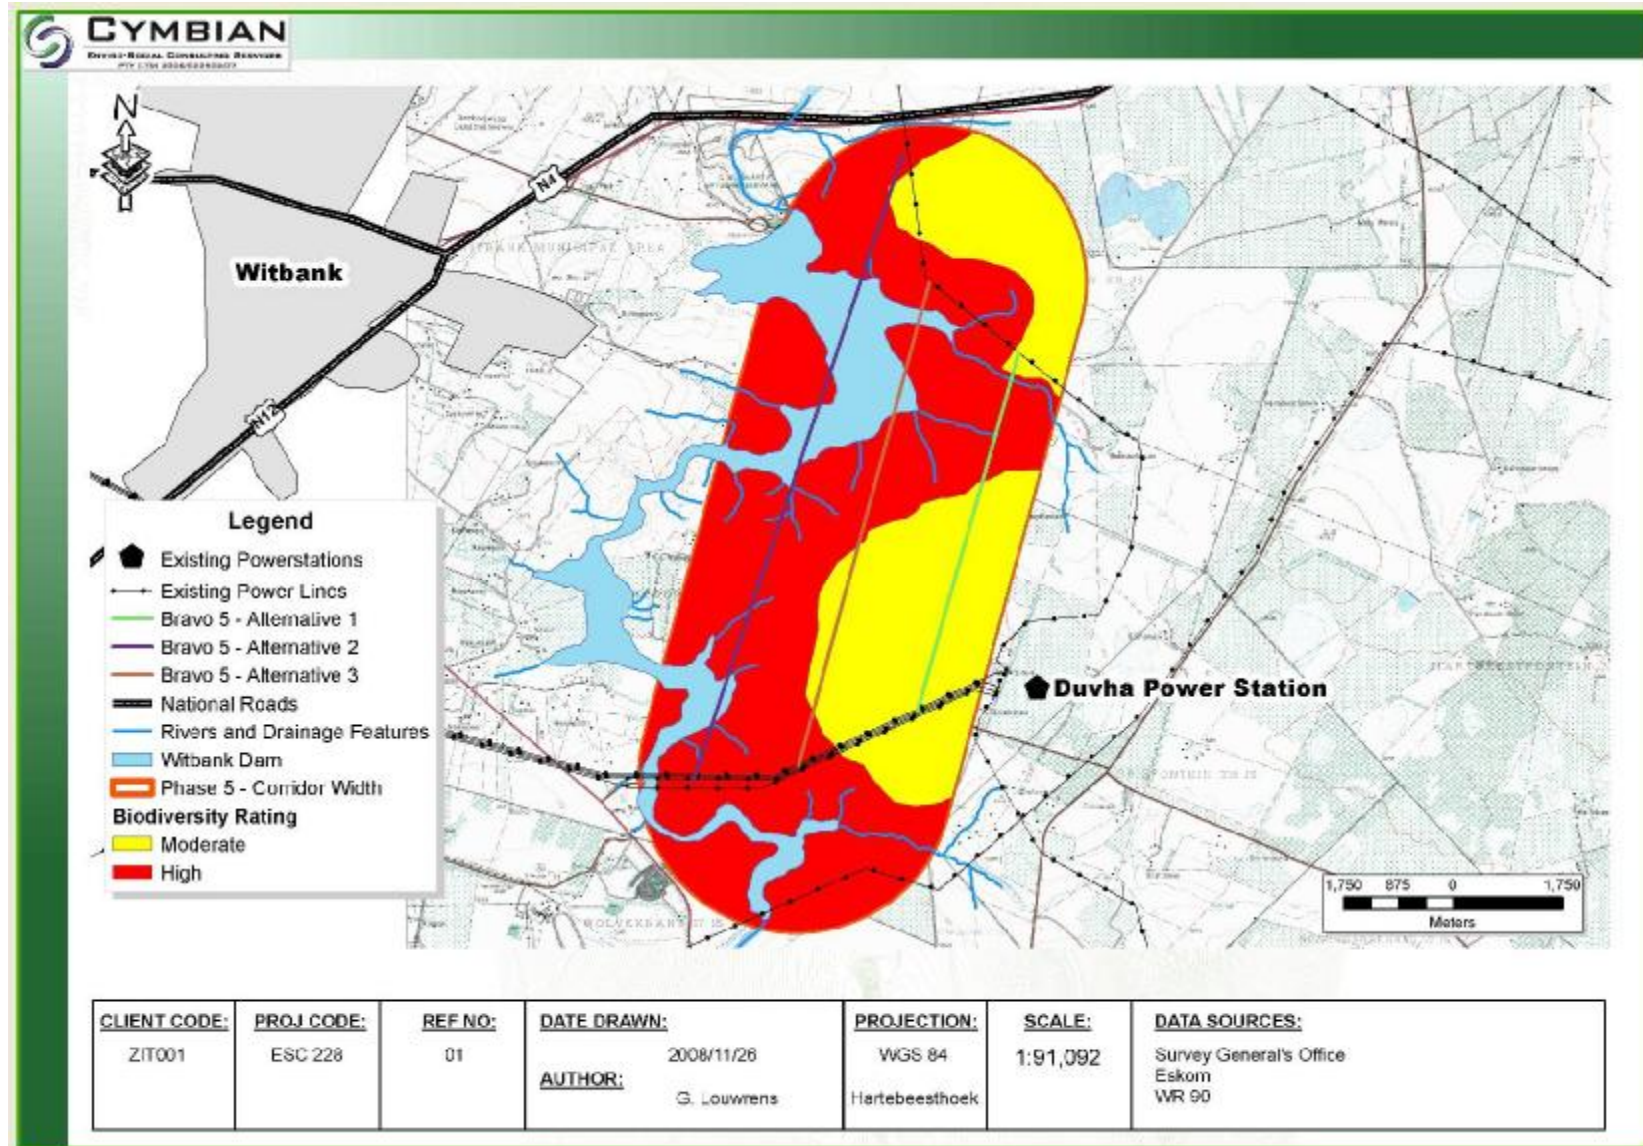 CYMBIAN
ENVIRO-SOCIAL CONSULTING SERVICES
N
N4
Witbank
N12
Legend
Existing Powerstations
Existing Power Lines
Bravo 5 - Alternative 1
Bravo 5 - Alternative 2
Bravo 5 - Alternative 3
National Roads
Rivers and Drainage Features
Witbank Dam
Phase 5 - Corridor Width
Biodiversity Rating
Moderate
High
Duvha Power Station
1,750 875 0 1,750
Meters
CLIENT CODE:
ZIT001
PROJ CODE:
ESC 228
REF NO:
01
DATE DRAWN:
2008/11/26
AUTHOR:
G. Louwrens
PROJECTION:
WGS 84
Hartebeesthoek
SCALE:
1:91,092
DATA SOURCES:
Survey General's Office
Eskom
WR 90